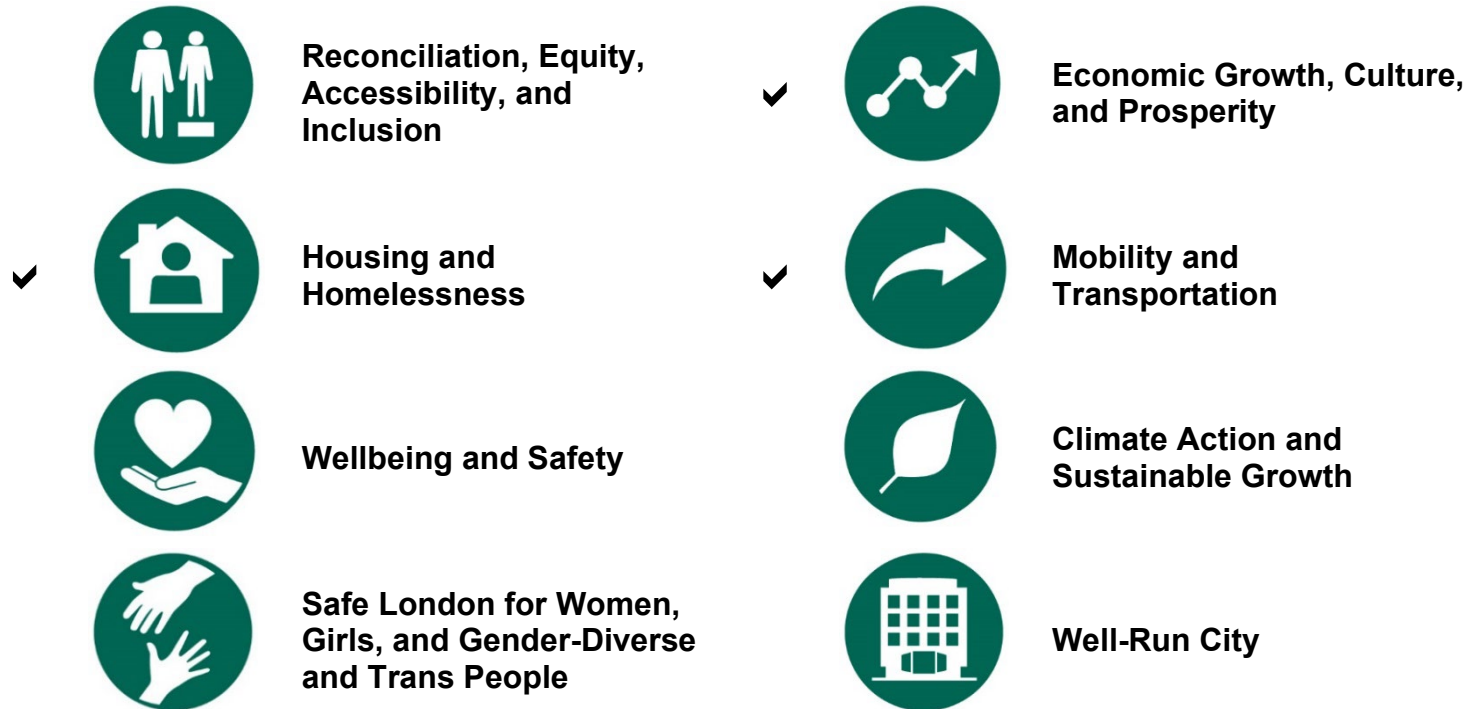 Reconciliation, Equity,
Accessibility, and
Inclusion
Economic Growth, Culture,
and Prosperity
Housing and
Homelessness
Mobility and
Transportation
Wellbeing and Safety
Climate Action and
Sustainable Growth
Safe London for Women,
Girls, and Gender-Diverse
and Trans People
Well-Run City